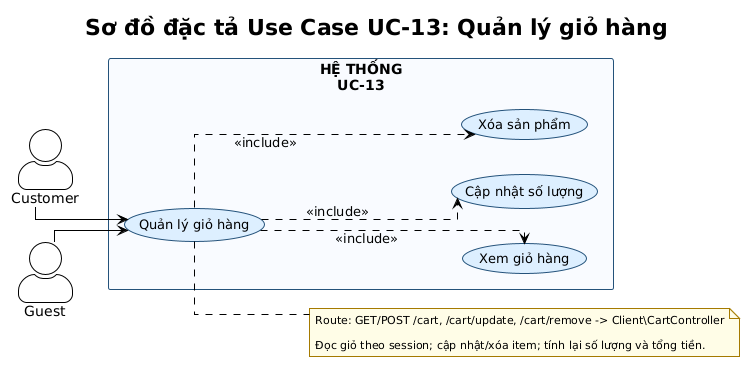 Sơ đồ đặc tả Use Case UC-13: Quản lý giỏ hàng
HỆ THỐNG
UC-13
Xóa sản phẩm
«include»
Customer
Cập nhật số lượng
«include»
Quản lý giỏ hàng
«include»
Xem giỏ hàng
Guest
Route: GET/POST /cart, /cart/update, /cart/remove -> Client\CartController
Đọc giỏ theo session; cập nhật/xóa item; tính lại số lượng và tổng tiền.